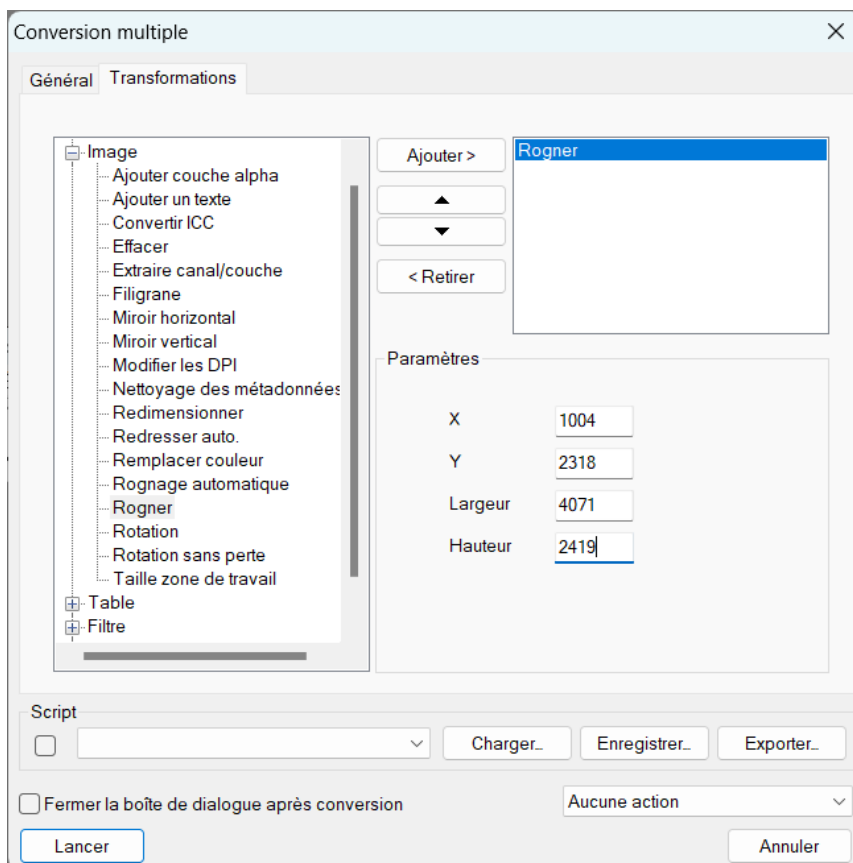 Conversion multiple
Général
Transformations
Image
Ajouter couche alpha
Ajouter un texte
Convertir ICC
Effacer
Extraire canal/couche
Filigrane
Miroir horizontal
Miroir vertical
Modifier les DPI
Nettoyage des métadonnées
Redimensionner
Redresser auto.
Remplacer couleur
Rognage automatique
Rogner
Rotation
Rotation sans perte
Taille zone de travail
Table
Filtre
Ajouter >
< Retirer
Rogner
Paramètres
X 1004
Y 2318
Largeur 4071
Hauteur 2419
Script
Charger...
Enregistrer...
Exporter...
Fermer la boîte de dialogue après conversion
Aucune action
Lancer
Annuler